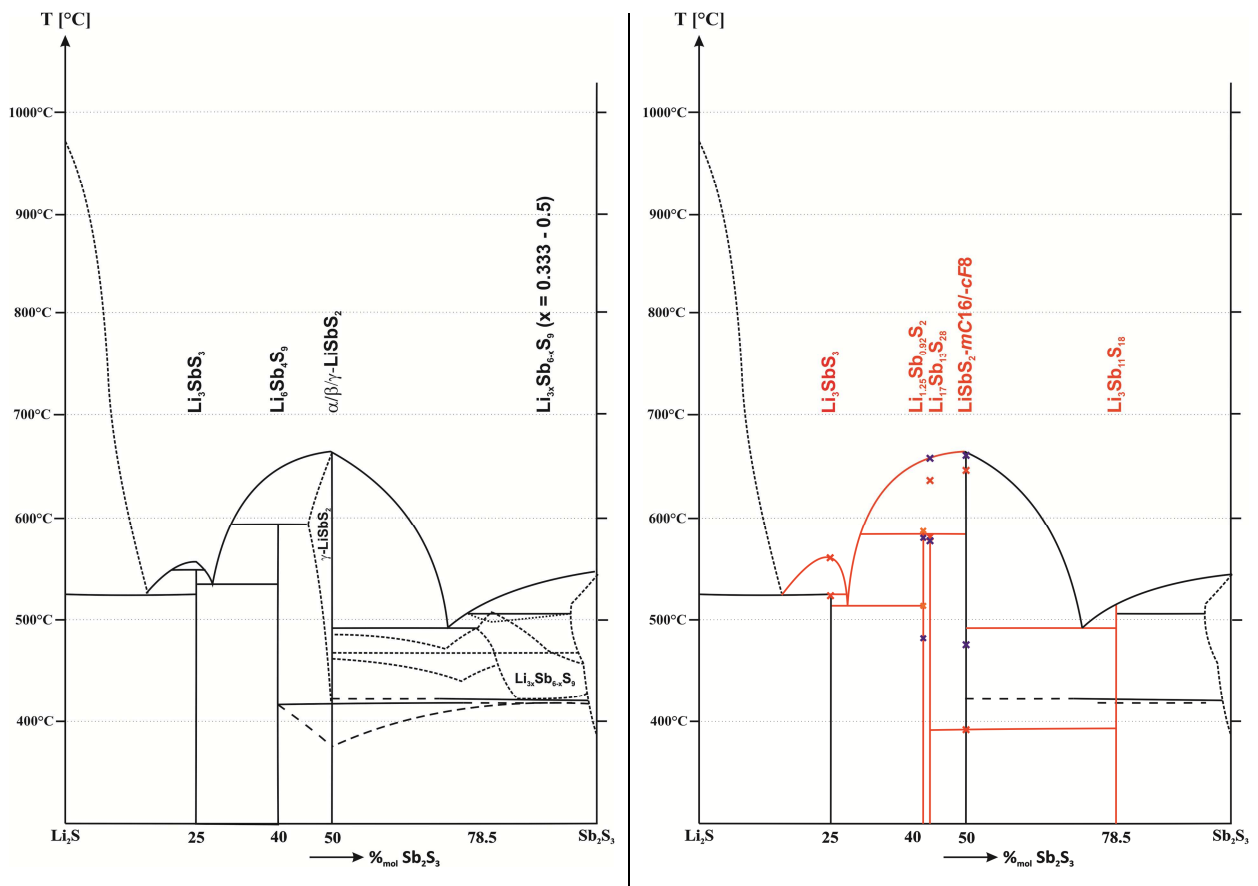 T [°C]
1000°C
900°C
800°C
700°C
600°C
500°C
400°C
Li₃SbS₃
Li₆Sb₄S₉
α/β/γ-LiSbS₂
Li₃ₓSb₆₋ₓS₉ (x = 0.333 - 0.5)
γ-LiSbS₂
Li₃ₓSb₆₋ₓS₉
Li₂S
25
40
50
78.5
Sb₂S₃
%mol Sb₂S₃
T [°C]
1000°C
900°C
800°C
700°C
600°C
500°C
400°C
Li₃SbS₃
Li₁.₂₅Sb₀.₉₂S₂
Li₁₇Sb₁₃S₂₈
LiSbS₂-mC16/-cF8
Li₃Sb₁₁S₁₈
Li₂S
25
40
50
78.5
Sb₂S₃
%mol Sb₂S₃